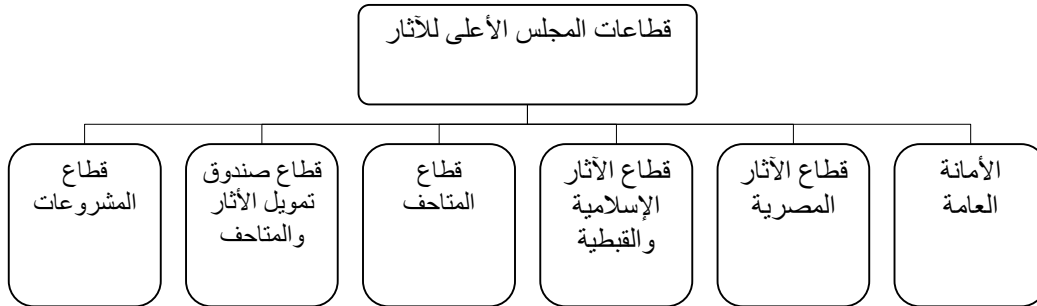 قطاعات المجلس الأعلى للآثار
الأمانة
العامة
قطاع الآثار
المصرية
قطاع الآثار
الإسلامية
والقبطية
قطاع
المتاحف
قطاع صندوق
تمويل الأثار
والمتاحف
قطاع
المشروعات